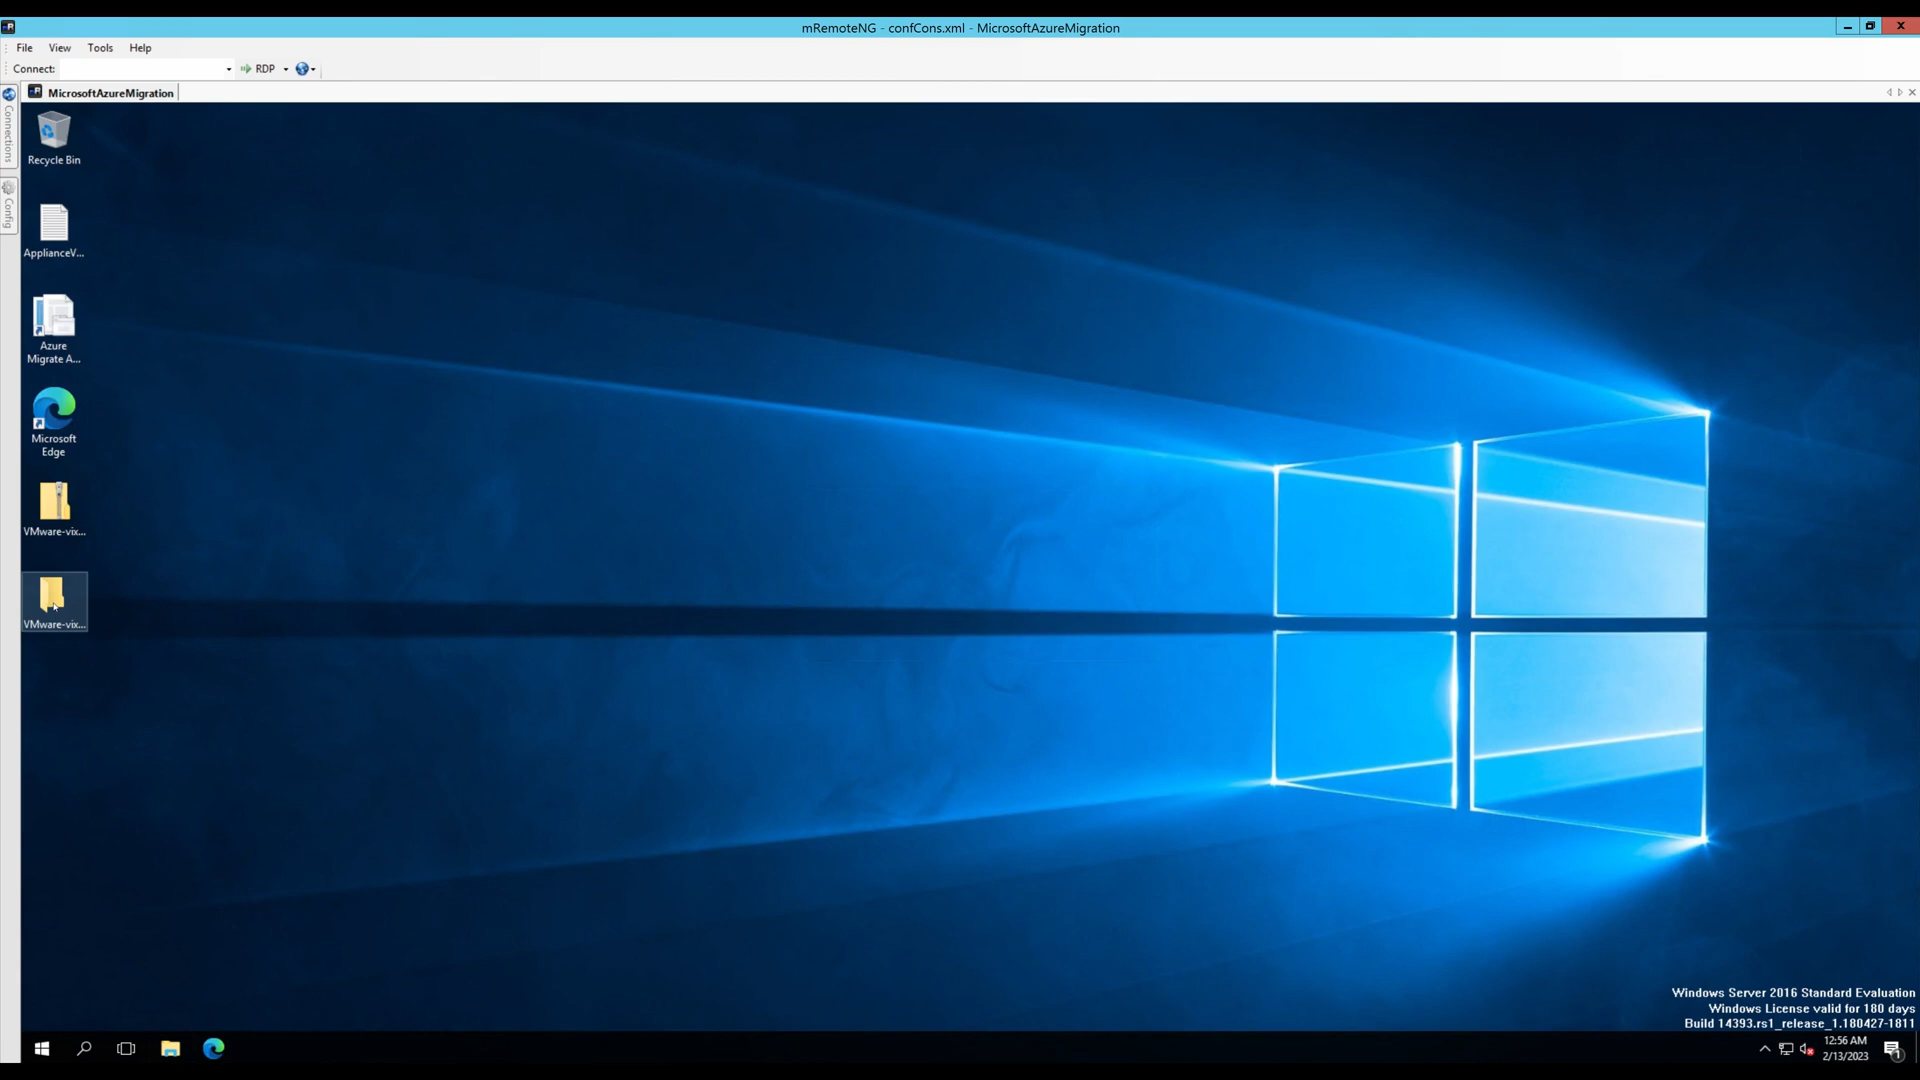 mRemoteNG - confCons.xml - MicrosoftAzureMigration
File View Tools Help
Connect: RDP
MicrosoftAzureMigration
Connections
Config
Recycle Bin
ApplianceV...
Azure
Migrate A...
Microsoft
Edge
VMware-vix...
VMware-vix...
Windows Server 2016 Standard Evaluation
Windows License valid for 180 days
Build 14393.rs1_release_1.180427-1811
12:56 AM
2/13/2023
1